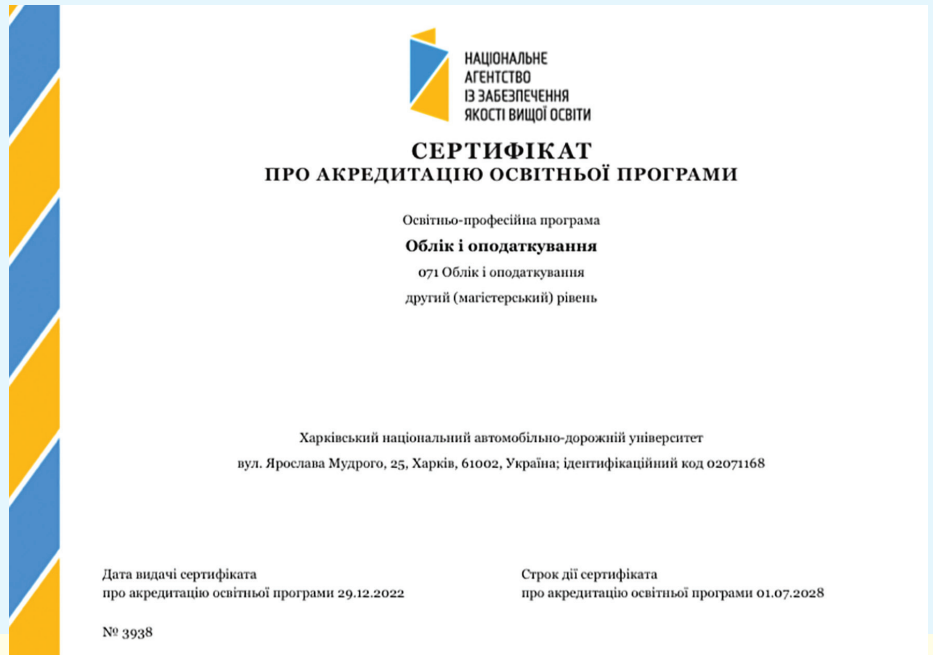 НАЦІОНАЛЬНЕ
АГЕНТСТВО
ІЗ ЗАБЕЗПЕЧЕННЯ
ЯКОСТІ ВИЩОЇ ОСВІТИ
СЕРТИФІКАТ
ПРО АКРЕДИТАЦІЮ ОСВІТНЬОЇ ПРОГРАМИ
Освітньо-професійна програма
Облік і оподаткування
071 Облік і оподаткування
другий (магістерський) рівень
Харківський національний автомобільно-дорожній університет
вул. Ярослава Мудрого, 25, Харків, 61002, Україна; ідентифікаційний код 02071168
Дата видачі сертифіката
про акредитацію освітньої програми 29.12.2022
Строк дії сертифіката
про акредитацію освітньої програми 01.07.2028
№ 3938